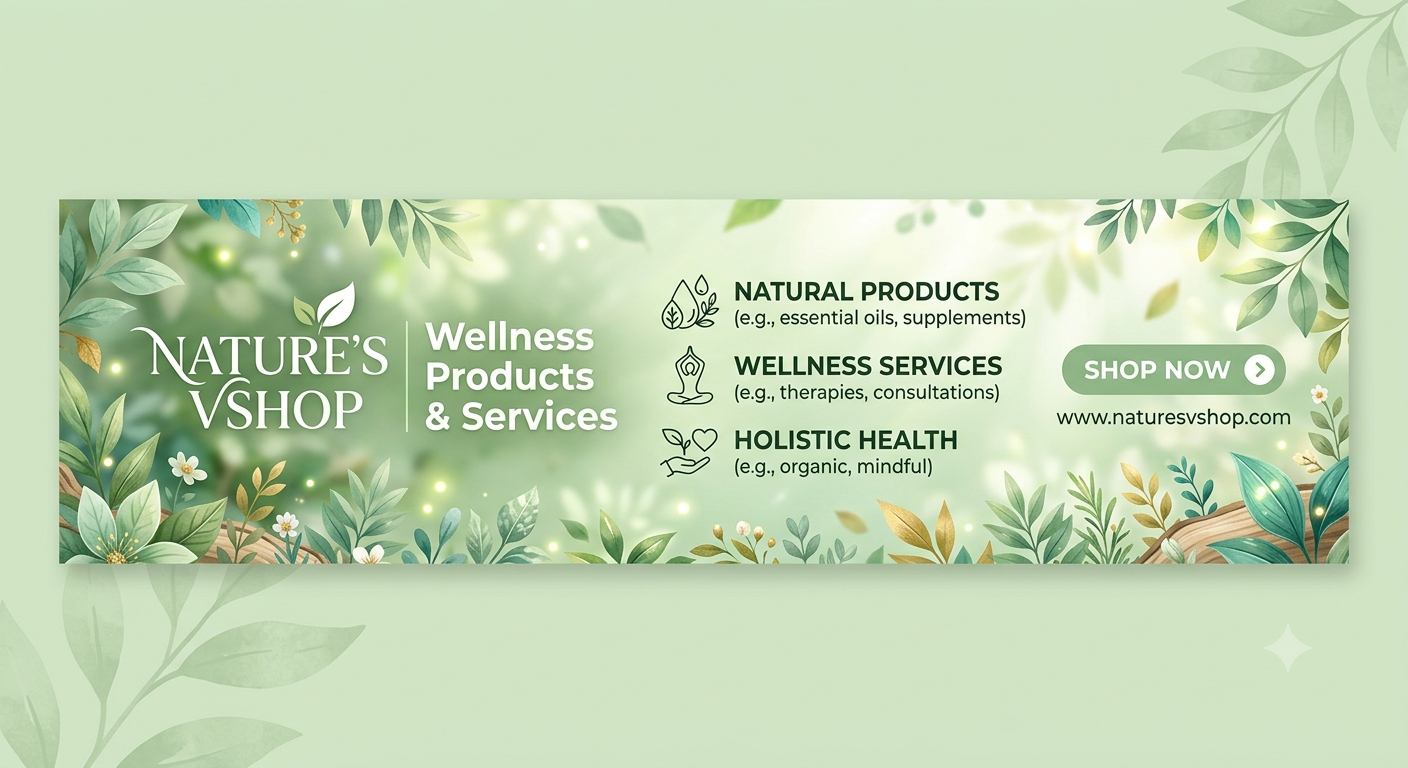 NATURE'S
VSHOP
Wellness
Products
& Services
NATURAL PRODUCTS
(e.g., essential oils, supplements)
WELLNESS SERVICES
(e.g., therapies, consultations)
HOLISTIC HEALTH
(e.g., organic, mindful)
SHOP NOW
www.naturesvshop.com